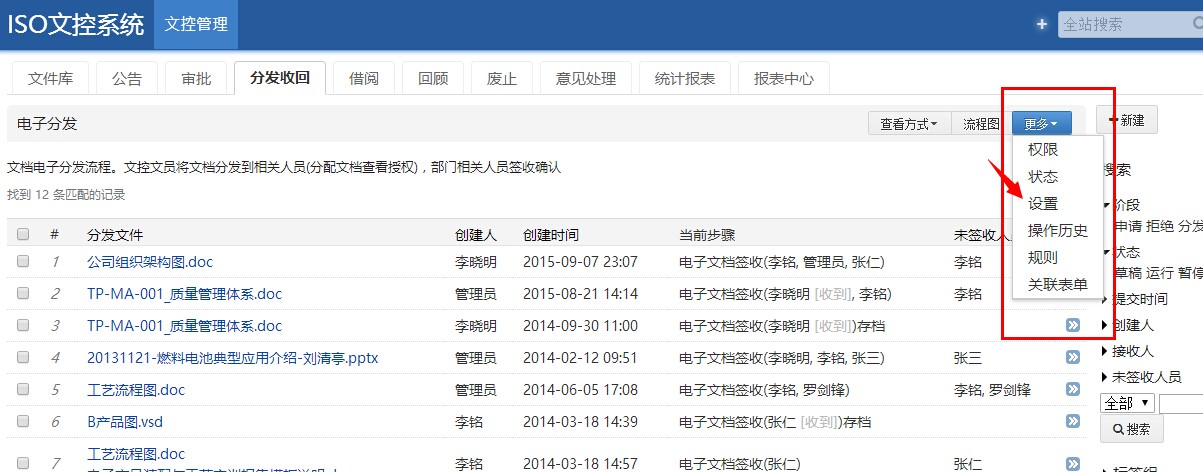 ISO文控系统 文控管理 + 全站搜索
文件库 公告 审批 分发收回 借阅 回顾 废止 意见处理 统计报表 报表中心
电子分发 查看方式 流程图 更多 新建
文档电子分发流程。文控文员将文档分发到相关人员(分配文档查看授权)，部门相关人员签收确认
找到 12 条匹配的记录
权限
状态
设置
操作历史
规则
关联表单
# 分发文件 创建人 创建时间 当前步骤 未签收人
1 公司组织架构图.doc 李晓明 2015-09-07 23:07 电子文档签收(李铭, 管理员, 张仁) 李铭
2 TP-MA-001_质量管理体系.doc 管理员 2015-08-21 14:14 电子文档签收(李晓明 [收到], 李铭) 李铭
3 TP-MA-001_质量管理体系.doc 李晓明 2014-09-30 11:00 电子文档签收(李晓明 [收到])存档
4 20131121-燃料电池典型应用介绍-刘清亭.pptx 管理员 2014-02-12 09:51 电子文档签收(李晓明, 李铭, 张三) 张三
5 工艺流程图.doc 管理员 2014-06-05 17:08 电子文档签收(李铭, 罗剑锋) 李铭, 罗剑锋
6 B产品图.vsd 李铭 2014-03-18 14:39 电子文档签收(张仁 [收到])存档
7 工艺流程图.doc 李铭 2014-03-18 14:57 电子文档签收(张仁) 张仁
搜索
阶段
申请 拒绝 分发
状态
草稿 运行 暂停
提交时间
创建人
接收人
未签收人员
全部
搜索